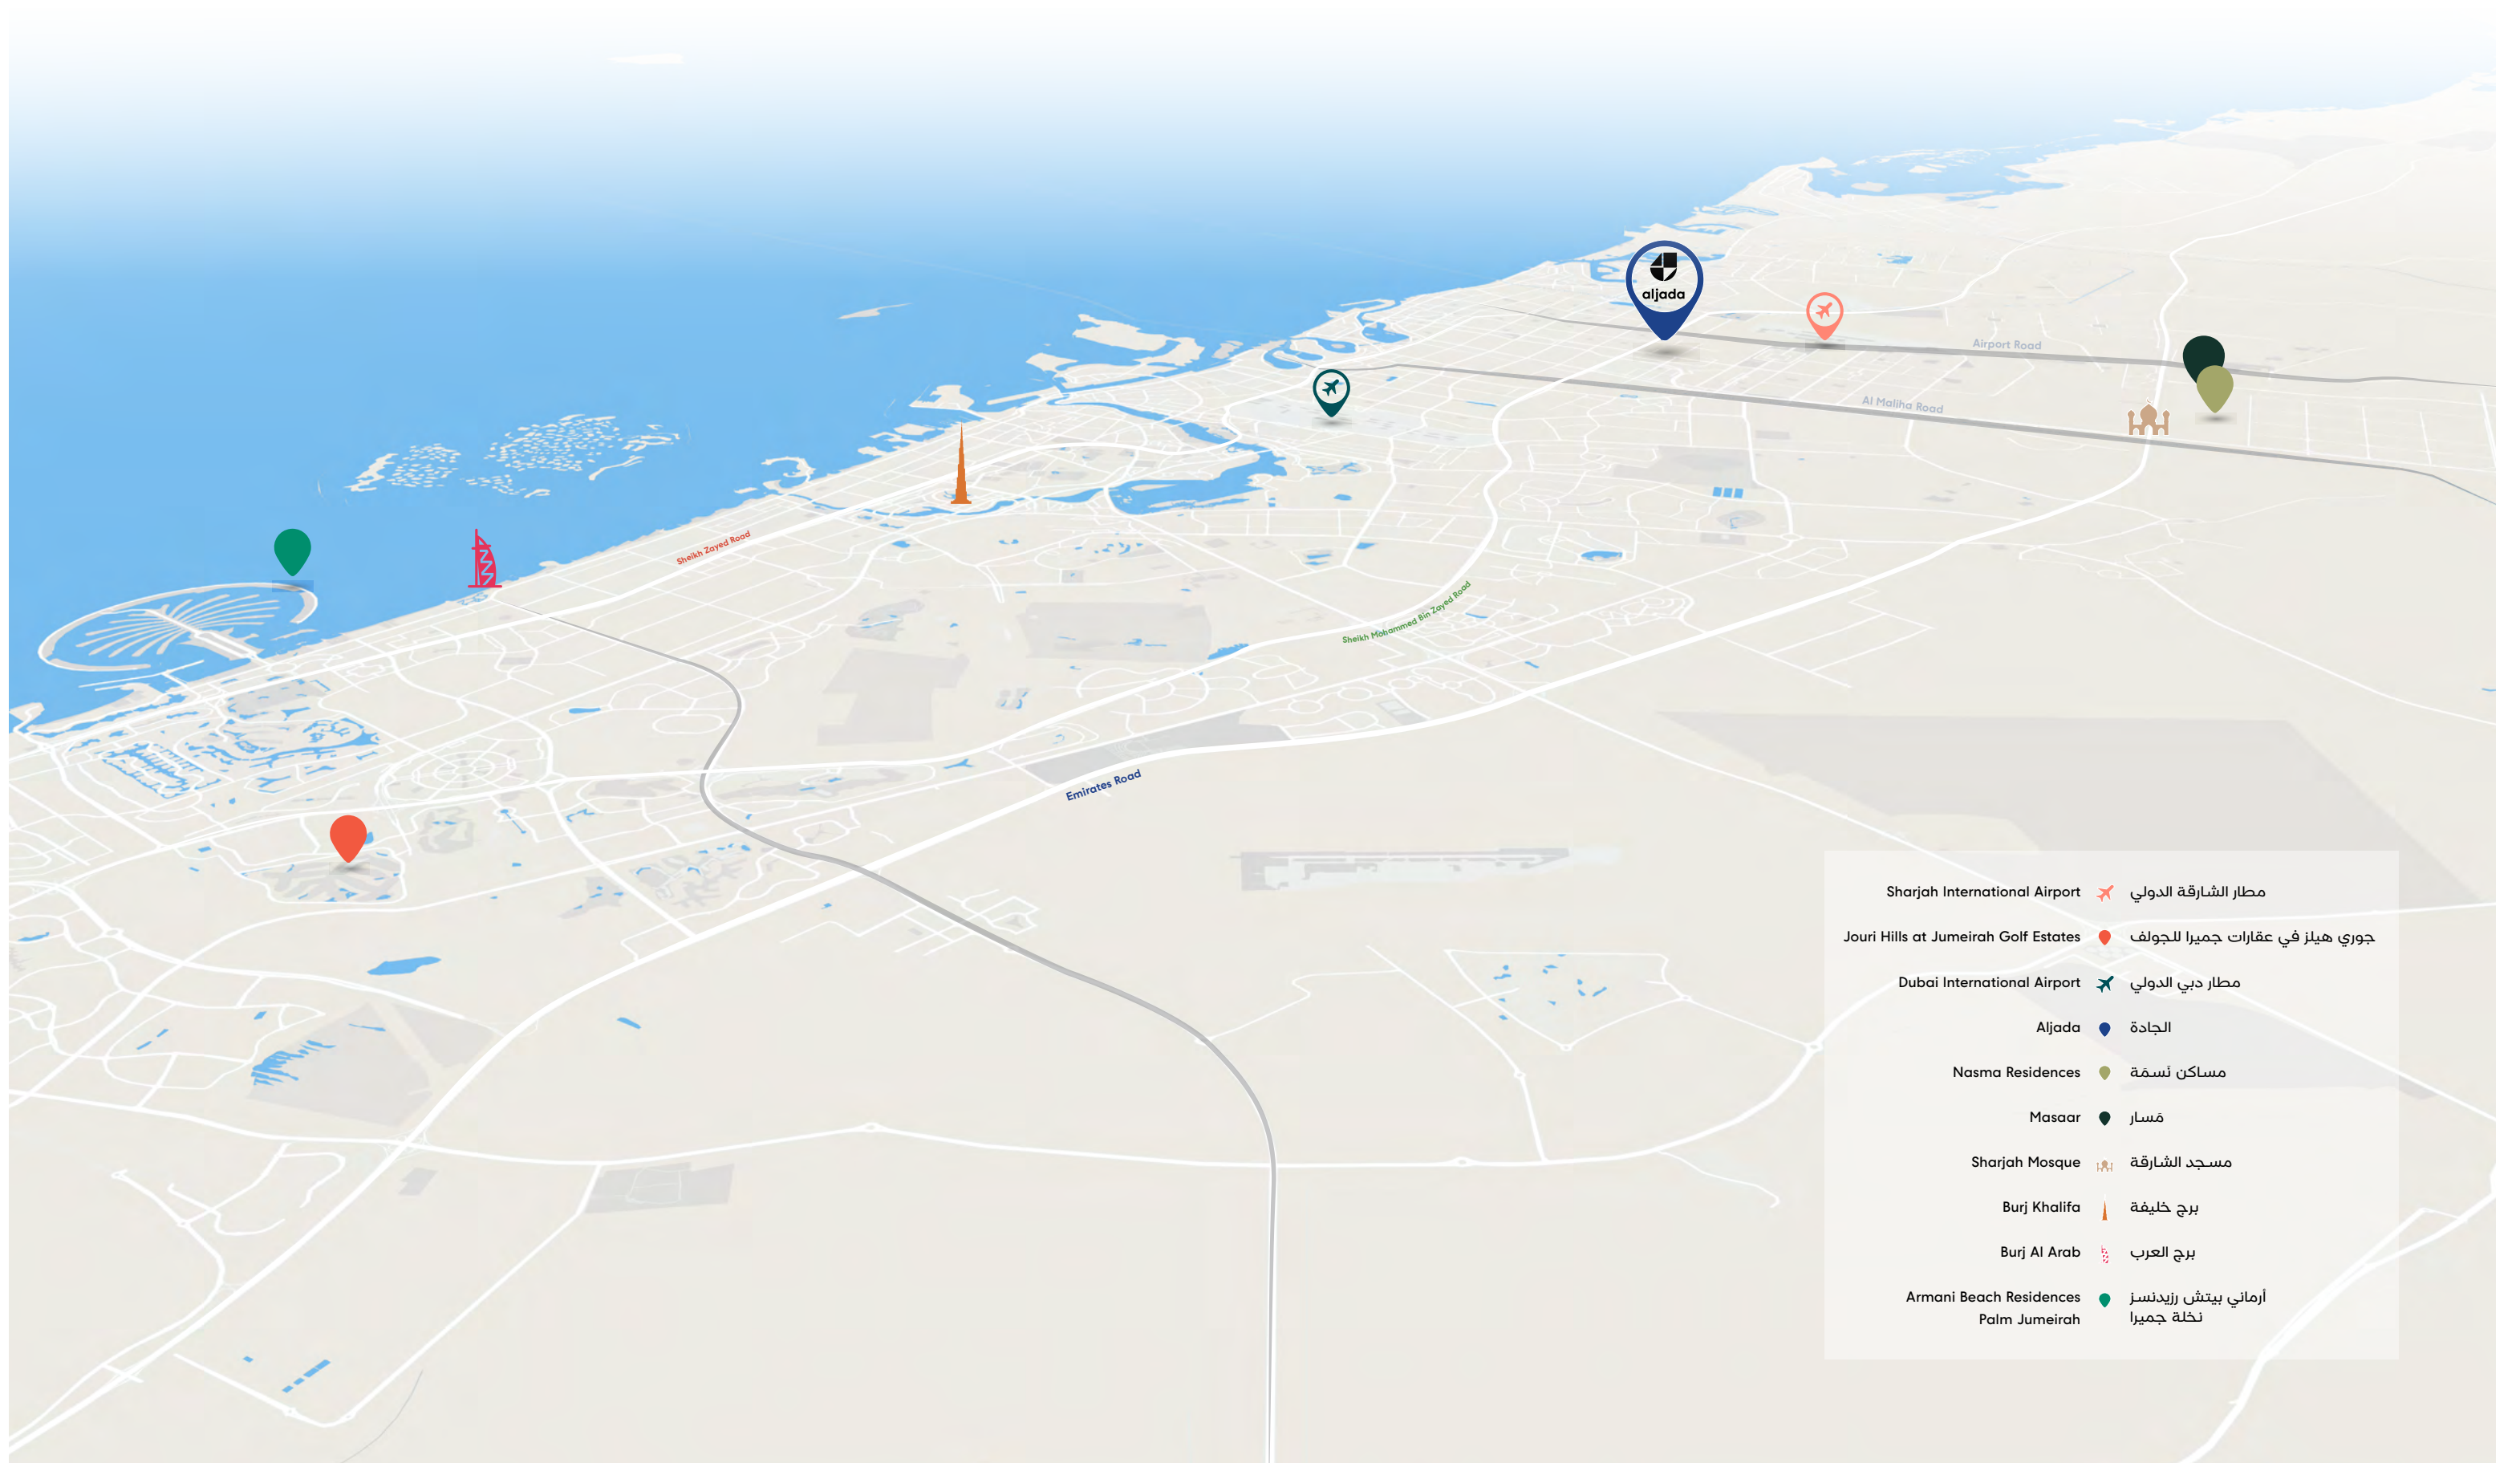 aljada
Airport Road
Al Maliha Road
Sheikh Zayed Road
Sheikh Mohammed Bin Zayed Road
Emirates Road
Sharjah International Airport مطار الشارقة الدولي
Jouri Hills at Jumeirah Golf Estates جوري هيلز في عقارات جميرا للجولف
Dubai International Airport مطار دبي الدولي
Aljada الجادة
Nasma Residences مساكن نَسمَة
Masaar مَسار
Sharjah Mosque مسجد الشارقة
Burj Khalifa برج خليفة
Burj Al Arab برج العرب
Armani Beach Residences أرماني بيتش رزيدنسز
Palm Jumeirah نخلة جميرا